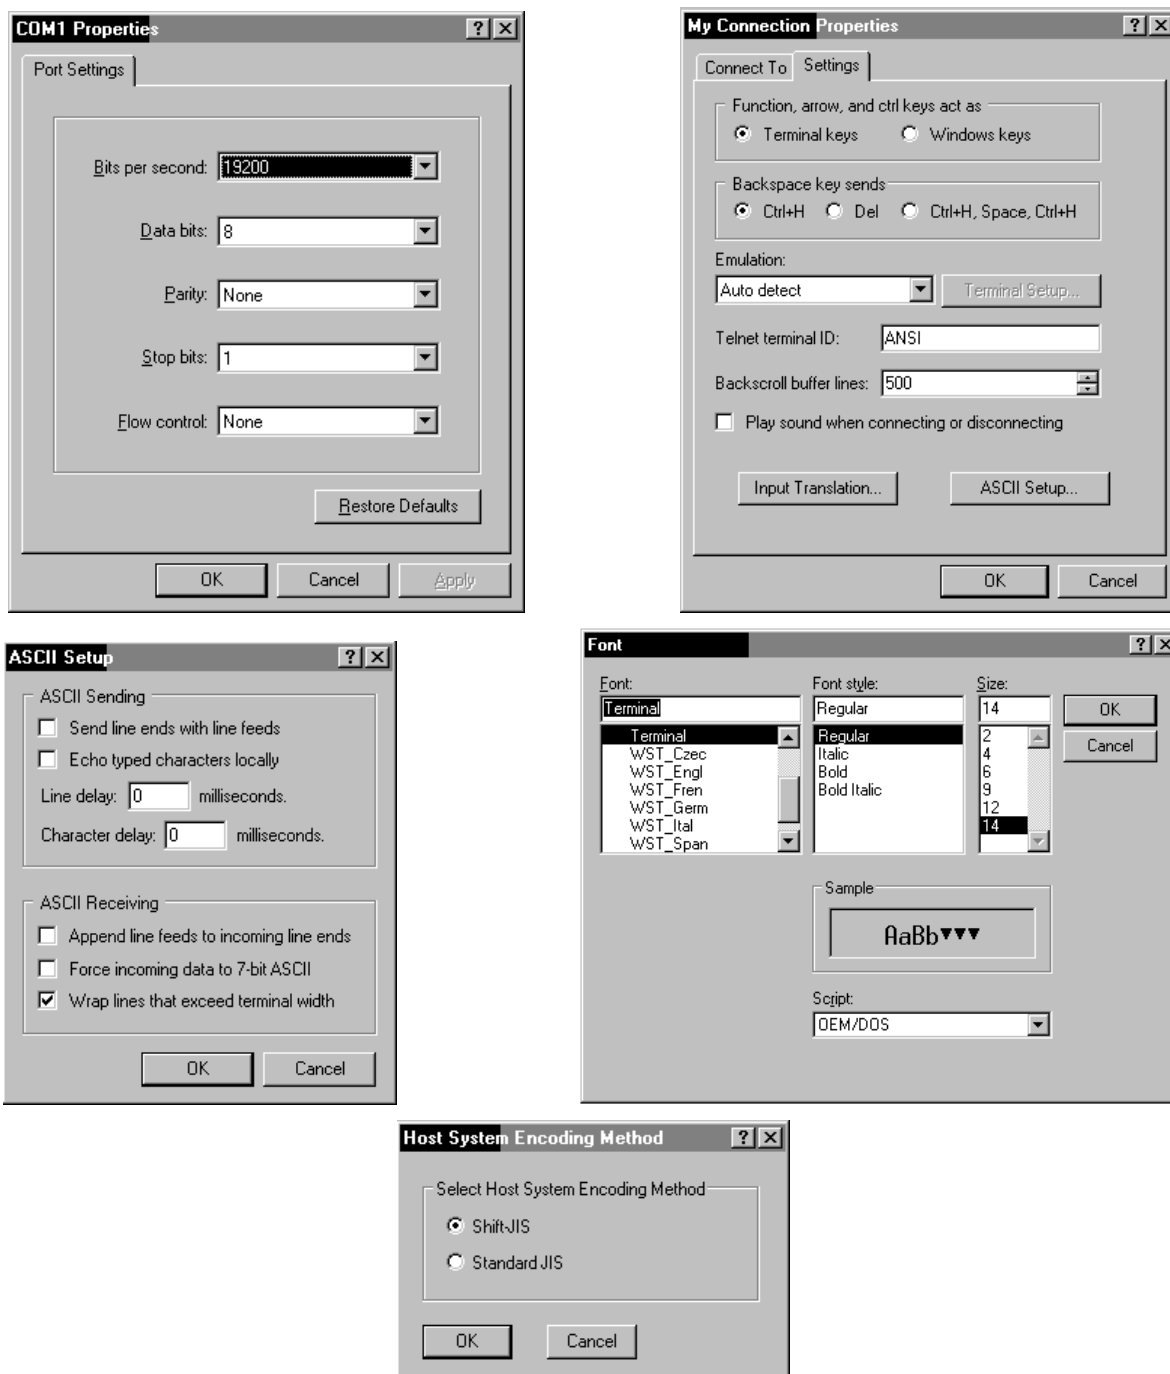 COM1 Properties
Port Settings
Bits per second: 19200
Data bits: 8
Parity: None
Stop bits: 1
Flow control: None
Restore Defaults
OK Cancel Apply
My Connection Properties
Connect To Settings
Function, arrow, and ctrl keys act as
Terminal keys Windows keys
Backspace key sends
Ctrl+H Del Ctrl+H, Space, Ctrl+H
Emulation:
Auto detect Terminal Setup...
Telnet terminal ID: ANSI
Backscroll buffer lines: 500
Play sound when connecting or disconnecting
Input Translation... ASCII Setup...
OK Cancel
ASCII Setup
ASCII Sending
Send line ends with line feeds
Echo typed characters locally
Line delay: 0 milliseconds.
Character delay: 0 milliseconds.
ASCII Receiving
Append line feeds to incoming line ends
Force incoming data to 7-bit ASCII
Wrap lines that exceed terminal width
OK Cancel
Font
Font: Font style: Size:
Terminal Regular 14 OK
Terminal Regular 2
WST_Czec Italic 4 Cancel
WST_Engl Bold 6
WST_Fren Bold Italic 9
WST_Germ 12
WST_Ital 14
WST_Span
Sample
AaBb
Script:
OEM/DOS
Host System Encoding Method
Select Host System Encoding Method
Shift-JIS
Standard JIS
OK Cancel